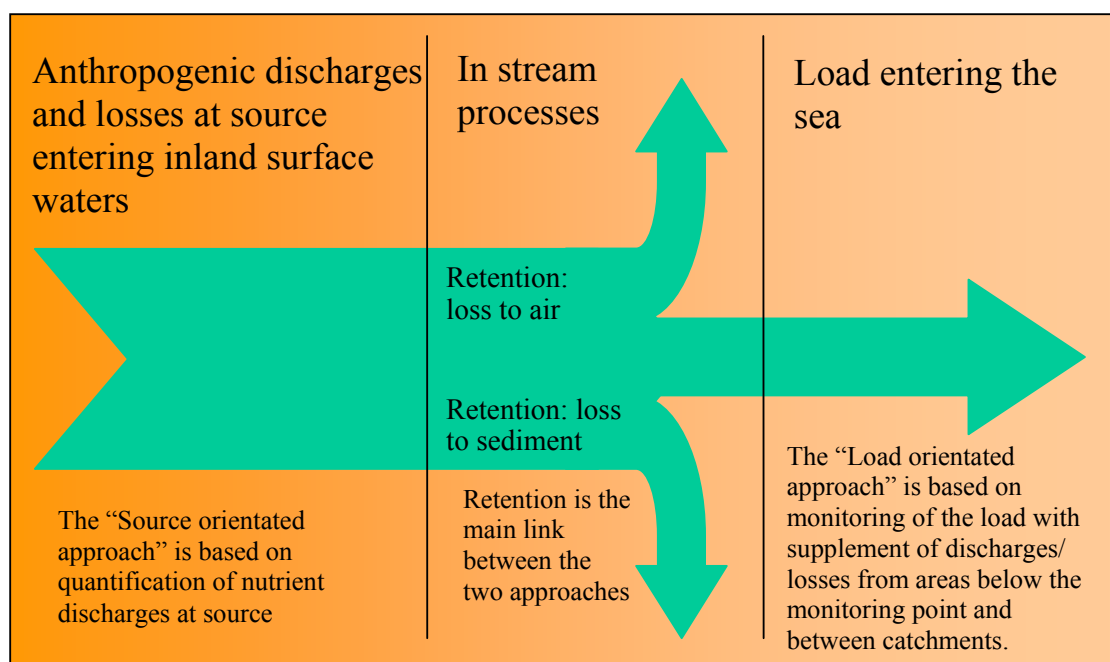 Anthropogenic discharges
and losses at source
entering inland surface
waters
The “Source orientated
approach” is based on
quantification of nutrient
discharges at source
In stream
processes
Retention:
loss to air
Retention: loss
to sediment
Retention is the
main link
between the
two approaches
Load entering the
sea
The “Load orientated
approach” is based on
monitoring of the load with
supplement of discharges/
losses from areas below the
monitoring point and
between catchments.